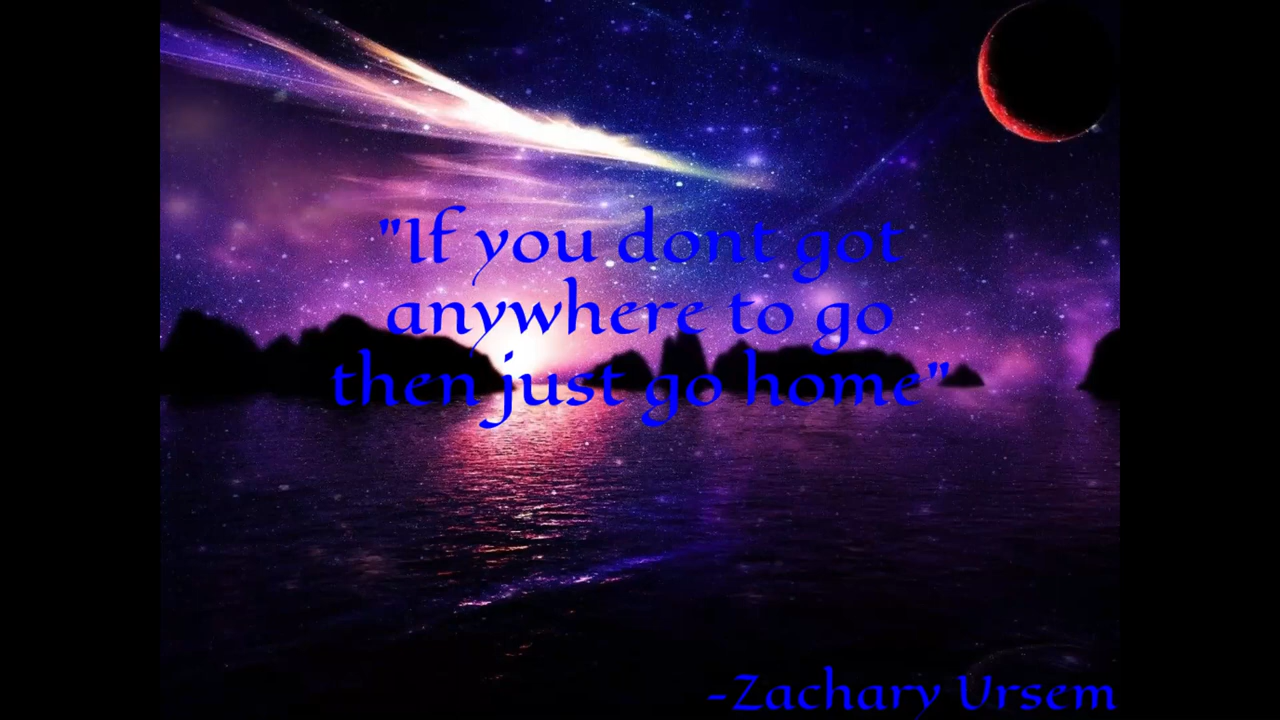 "If you dont got
anywhere to go
then just go home"
-Zachary Ursem